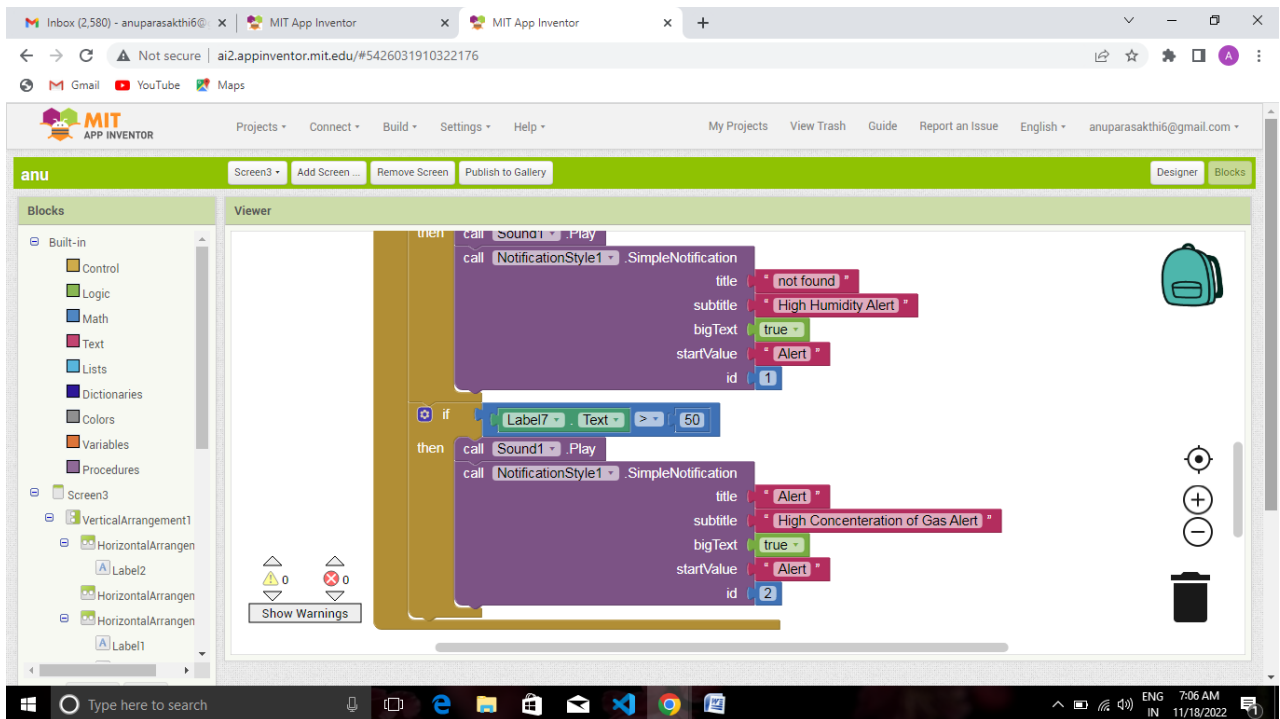 Inbox (2,580) - anuparasakthi6@
MIT App Inventor
MIT App Inventor
Not secure
ai2.appinventor.mit.edu/#5426031910322176
A
Gmail
YouTube
Maps
MIT
APP INVENTOR
Projects
Connect
Build
Settings
Help
My Projects
View Trash
Guide
Report an Issue
English
anuparasakthi6@gmail.com
anu
Screen3
Add Screen ...
Remove Screen
Publish to Gallery
Designer
Blocks
Blocks
Viewer
Built-in
Control
Logic
Math
Text
Lists
Dictionaries
Colors
Variables
Procedures
Screen3
VerticalArrangement1
HorizontalArrangen
A Label2
HorizontalArrangen
HorizontalArrangen
A Label1
then call Sound1 .Play
call NotificationStyle1 .SimpleNotification
title " not found "
subtitle " High Humidity Alert "
bigText true
startValue " Alert "
id 1
if Label7 . Text > 50
then call Sound1 .Play
call NotificationStyle1 .SimpleNotification
title " Alert "
subtitle " High Concenteration of Gas Alert "
bigText true
startValue " Alert "
id 2
0 0
Show Warnings
Type here to search
ENG
IN
7:06 AM
11/18/2022
1